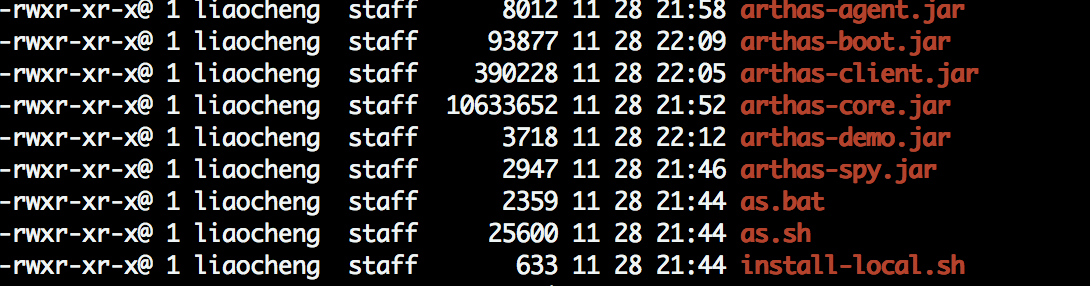 -rwxr-xr-x@ 1 liaocheng  staff      8012 11 28 21:58 arthas-agent.jar
-rwxr-xr-x@ 1 liaocheng  staff     93877 11 28 22:09 arthas-boot.jar
-rwxr-xr-x@ 1 liaocheng  staff    390228 11 28 22:05 arthas-client.jar
-rwxr-xr-x@ 1 liaocheng  staff  10633652 11 28 21:52 arthas-core.jar
-rwxr-xr-x@ 1 liaocheng  staff      3718 11 28 22:12 arthas-demo.jar
-rwxr-xr-x@ 1 liaocheng  staff      2947 11 28 21:46 arthas-spy.jar
-rwxr-xr-x@ 1 liaocheng  staff      2359 11 28 21:44 as.bat
-rwxr-xr-x@ 1 liaocheng  staff     25600 11 28 21:44 as.sh
-rwxr-xr-x@ 1 liaocheng  staff       633 11 28 21:44 install-local.sh